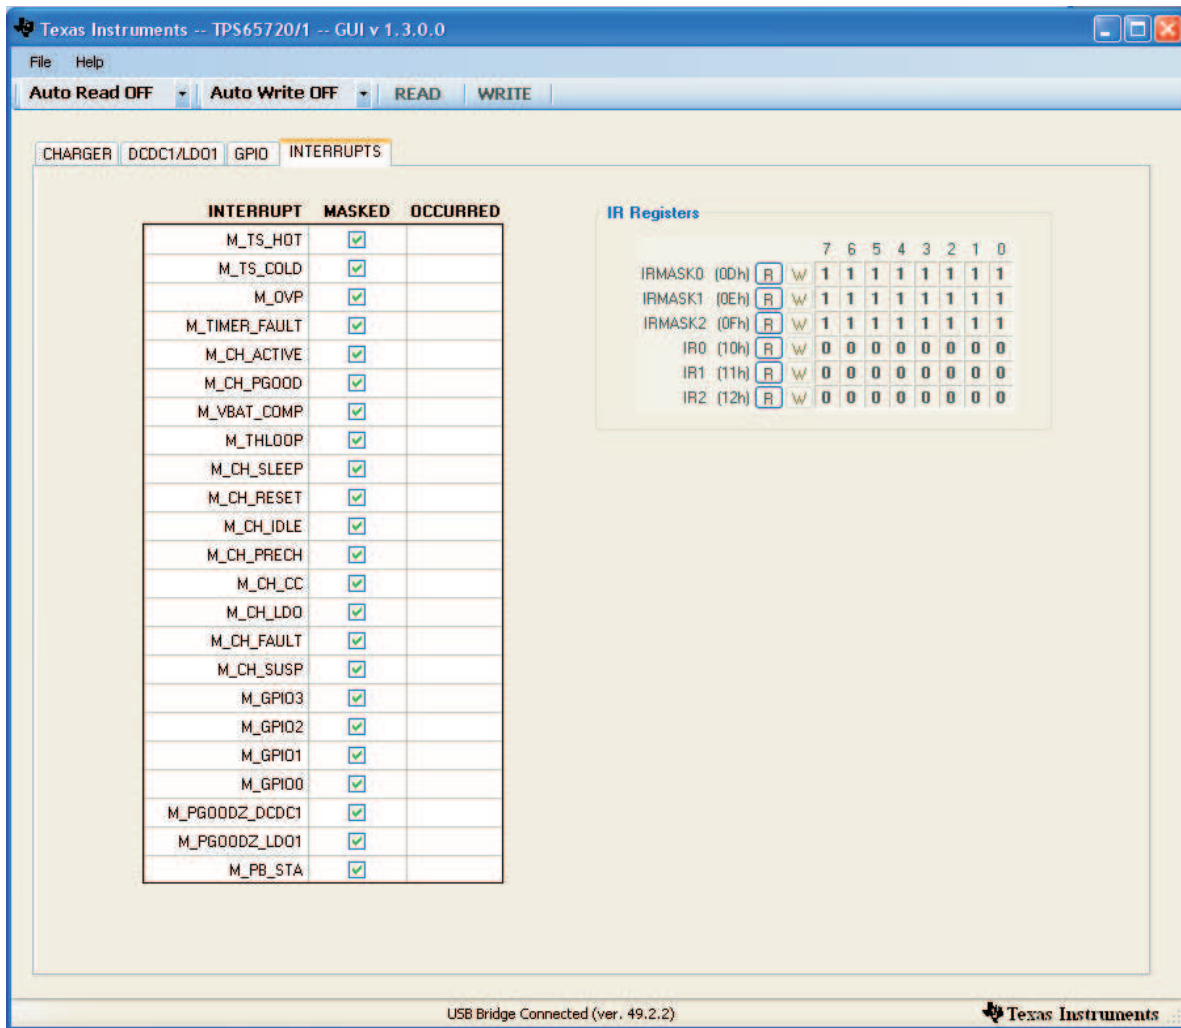 Texas Instruments -- TPS65720/1 -- GUI v 1.3.0.0
File Help
Auto Read OFF Auto Write OFF READ WRITE
CHARGER DCDC1/LDO1 GPIO INTERRUPTS
INTERRUPT MASKED OCCURRED
M_TS_HOT
M_TS_COLD
M_OVP
M_TIMER_FAULT
M_CH_ACTIVE
M_CH_PGOOD
M_VBAT_COMP
M_THLOOP
M_CH_SLEEP
M_CH_RESET
M_CH_IDLE
M_CH_PRECH
M_CH_CC
M_CH_LDO
M_CH_FAULT
M_CH_SUSP
M_GPIO3
M_GPIO2
M_GPIO1
M_GPIO0
M_PGOODZ_DCDC1
M_PGOODZ_LDO1
M_PB_STA
IR Registers
7 6 5 4 3 2 1 0
IRMASK0 (0Dh) R W 1 1 1 1 1 1 1 1
IRMASK1 (0Eh) R W 1 1 1 1 1 1 1 1
IRMASK2 (0Fh) R W 1 1 1 1 1 1 1 1
IR0 (10h) R W 0 0 0 0 0 0 0 0
IR1 (11h) R W 0 0 0 0 0 0 0 0
IR2 (12h) R W 0 0 0 0 0 0 0 0
USB Bridge Connected (ver. 49.2.2)
Texas Instruments